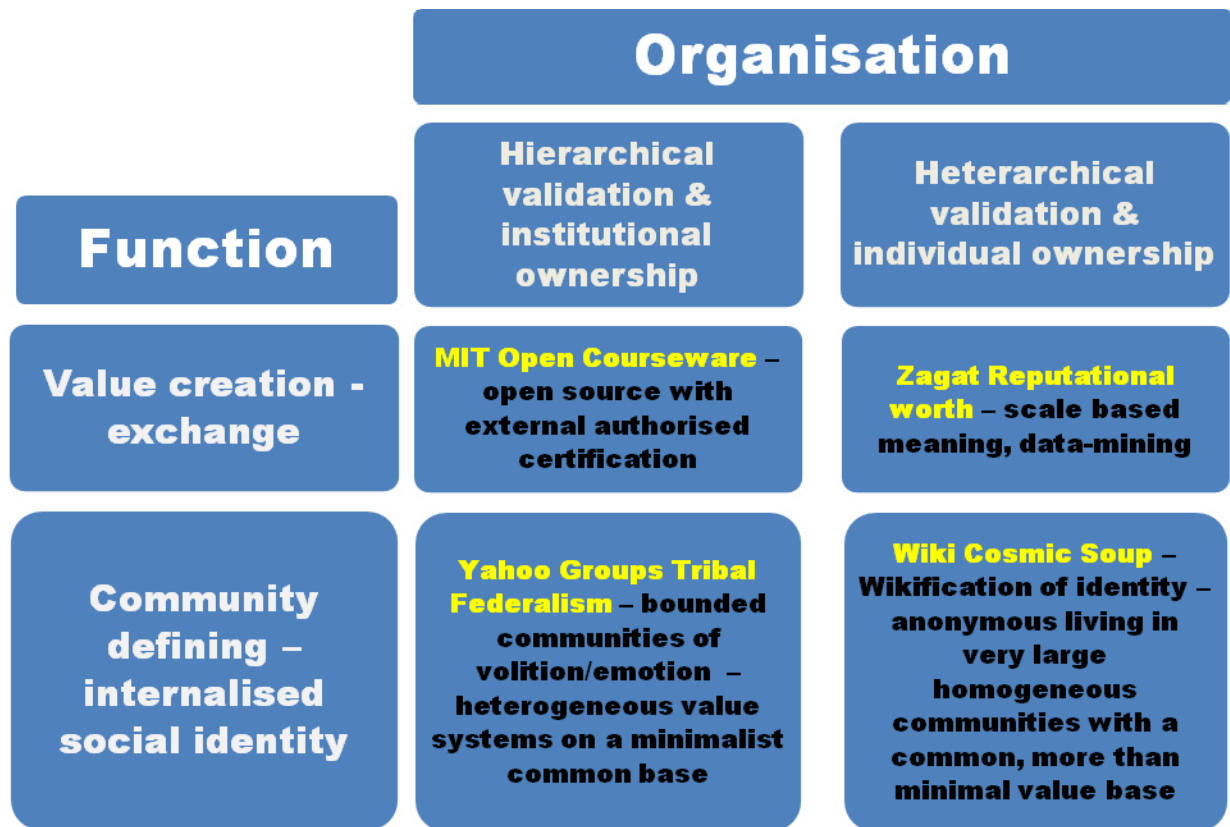 Organisation
Hierarchical
validation &
institutional
ownership
Heterarchical
validation &
individual ownership
Function
Value creation -
exchange
MIT Open Courseware –
open source with
external authorised
certification
Zagat Reputational
worth – scale based
meaning, data-mining
Community
defining –
internalised
social identity
Yahoo Groups Tribal
Federalism – bounded
communities of
volition/emotion –
heterogeneous value
systems on a minimalist
common base
Wiki Cosmic Soup –
Wikification of identity –
anonymous living in
very large
homogeneous
communities with a
common, more than
minimal value base